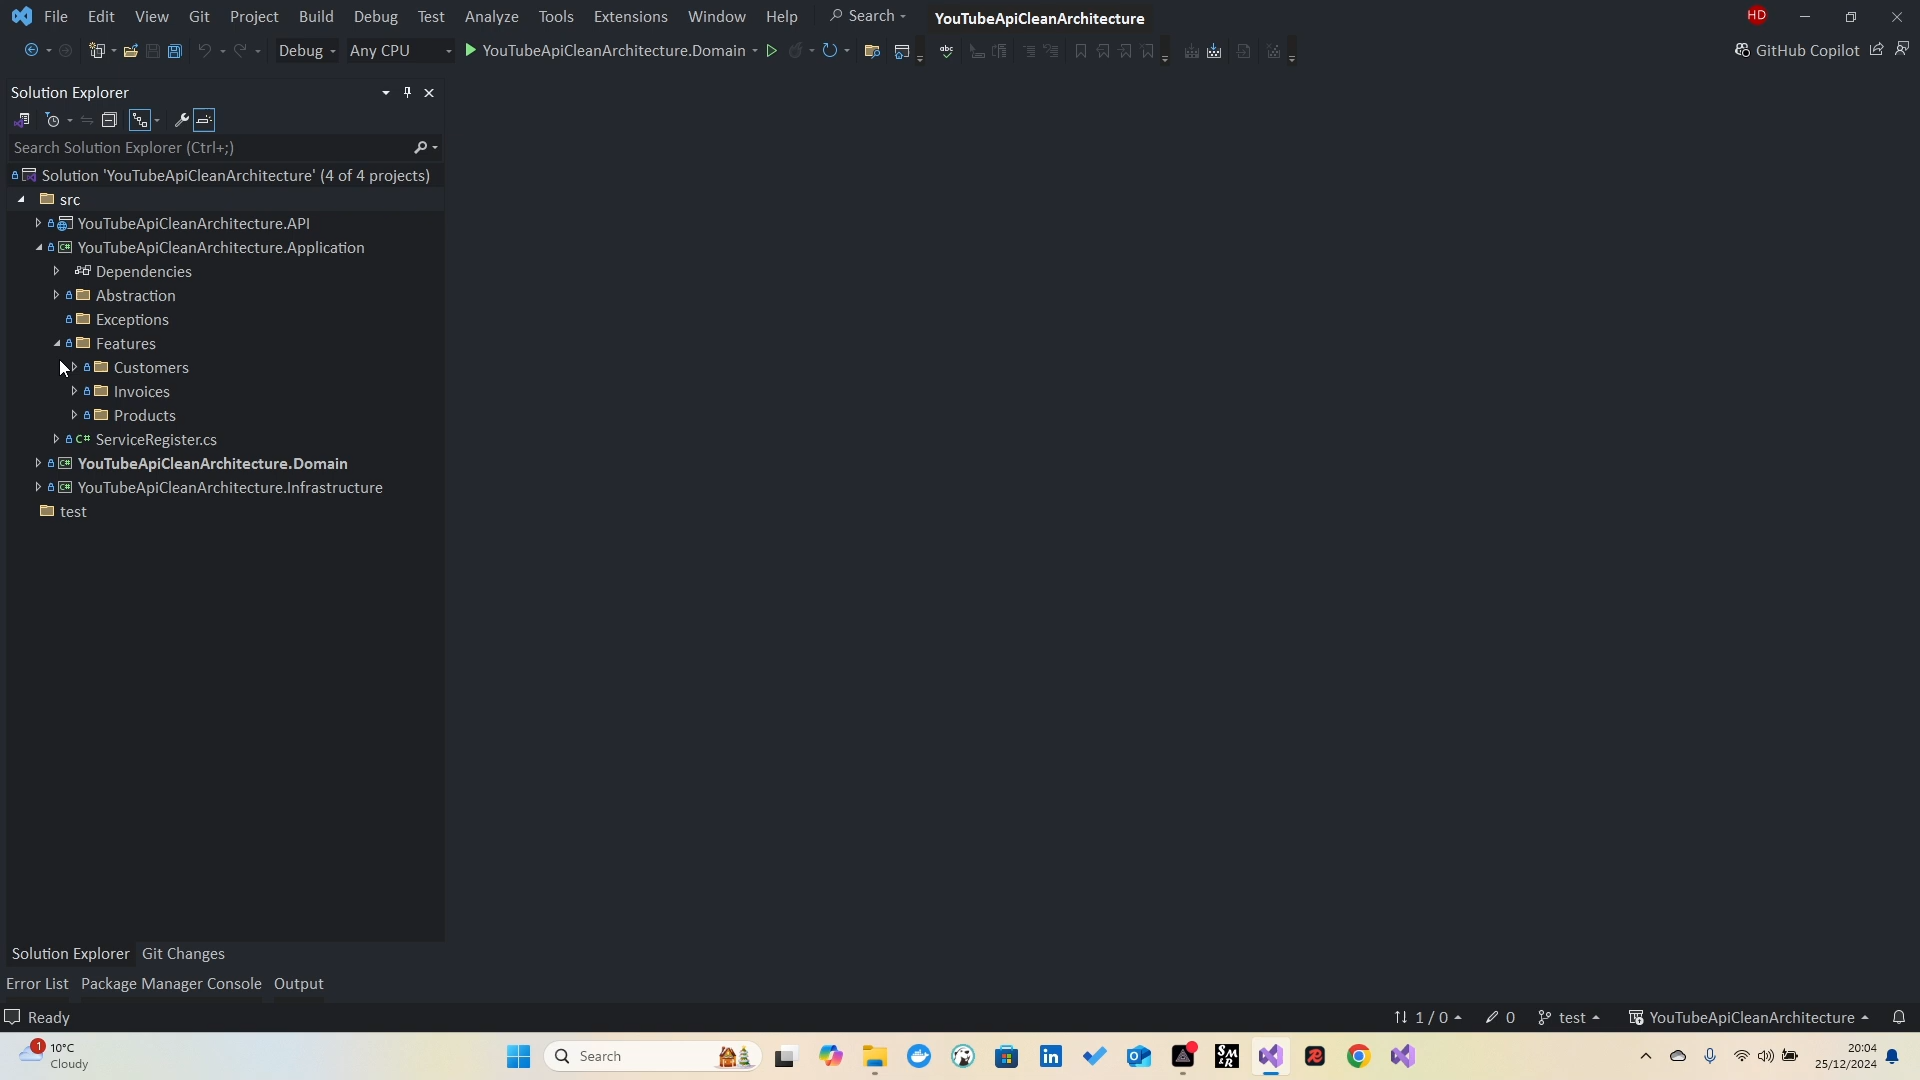 File Edit View Git Project Build Debug Test Analyze Tools Extensions Window Help Search YouTubeApiCleanArchitecture HD
Debug Any CPU YouTubeApiCleanArchitecture.Domain abc GitHub Copilot
Solution Explorer
Search Solution Explorer (Ctrl+;)
Solution 'YouTubeApiCleanArchitecture' (4 of 4 projects)
src
YouTubeApiCleanArchitecture.API
C# YouTubeApiCleanArchitecture.Application
Dependencies
Abstraction
Exceptions
Features
Customers
Invoices
Products
C# ServiceRegister.cs
C# YouTubeApiCleanArchitecture.Domain
C# YouTubeApiCleanArchitecture.Infrastructure
test
Solution Explorer Git Changes
Error List Package Manager Console Output
Ready 1 / 0 0 test YouTubeApiCleanArchitecture
1 10°C
Cloudy
Search
in
SM&R
20:04
25/12/2024